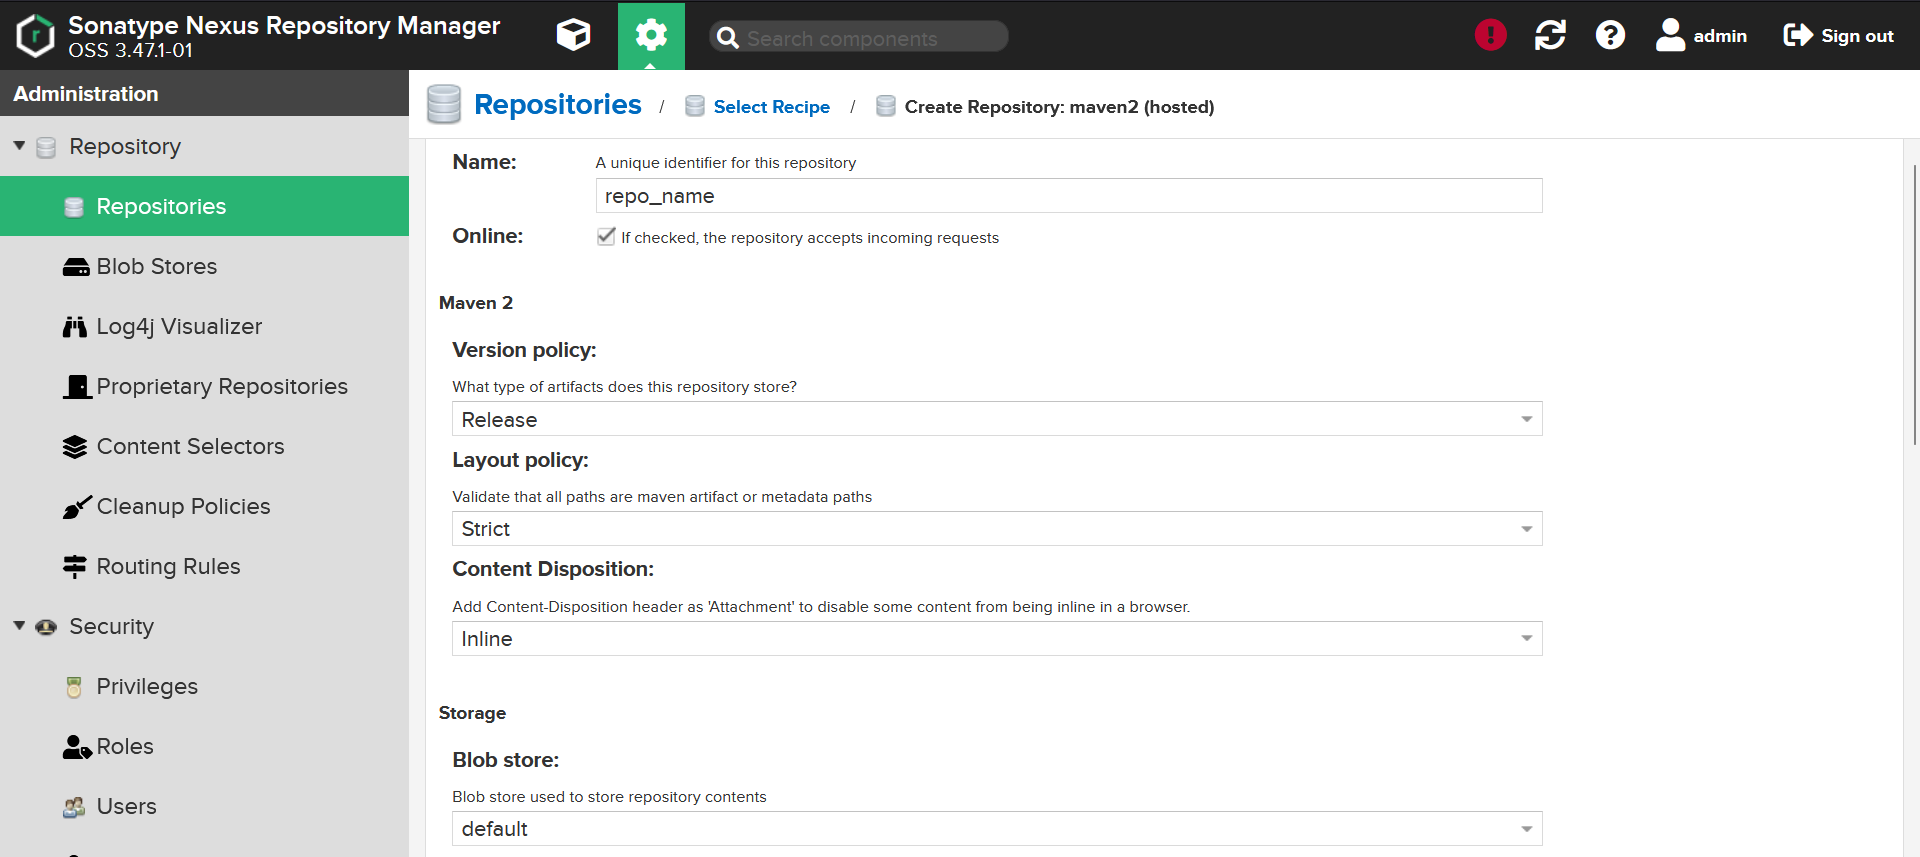 Sonatype Nexus Repository Manager
OSS 3.47.1-01
Search components
admin
Sign out
Administration
Repository
Repositories
Blob Stores
Log4j Visualizer
Proprietary Repositories
Content Selectors
Cleanup Policies
Routing Rules
Security
Privileges
Roles
Users
Repositories / Select Recipe / Create Repository: maven2 (hosted)
Name:
A unique identifier for this repository
repo_name
Online:
If checked, the repository accepts incoming requests
Maven 2
Version policy:
What type of artifacts does this repository store?
Release
Layout policy:
Validate that all paths are maven artifact or metadata paths
Strict
Content Disposition:
Add Content-Disposition header as 'Attachment' to disable some content from being inline in a browser.
Inline
Storage
Blob store:
Blob store used to store repository contents
default